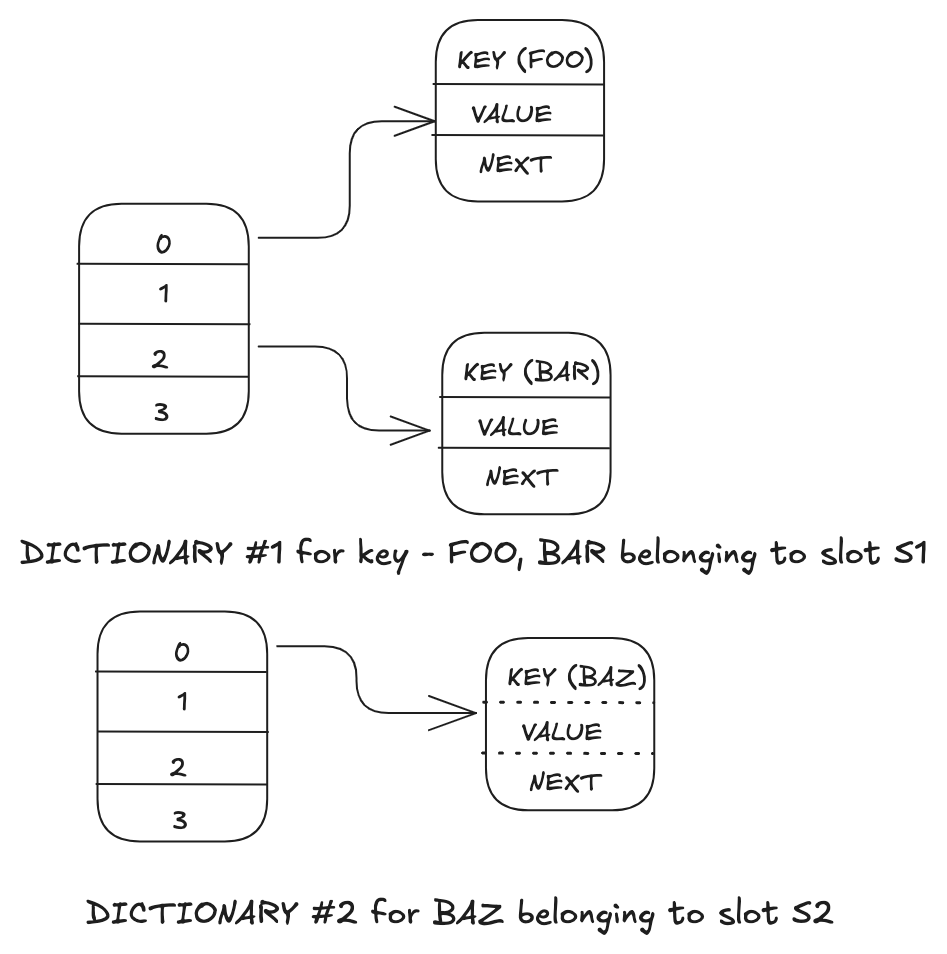 KEY (FOO)
VALUE
NEXT
0
1
2
3
KEY (BAR)
VALUE
NEXT
DICTIONARY #1 for key - FOO, BAR belonging to slot S1
0
1
2
3
KEY (BAZ)
VALUE
NEXT
DICTIONARY #2 for BAZ belonging to slot S2